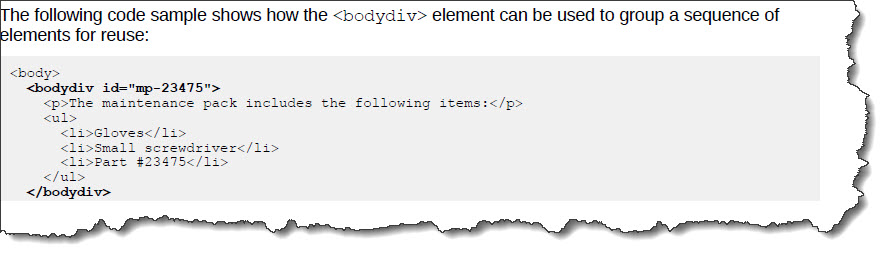 The following code sample shows how the <bodydiv> element can be used to group a sequence of
elements for reuse:
<body>
<bodydiv id="mp-23475">
<p>The maintenance pack includes the following items:</p>
<ul>
<li>Gloves</li>
<li>Small screwdriver</li>
<li>Part #23475</li>
</ul>
</bodydiv>